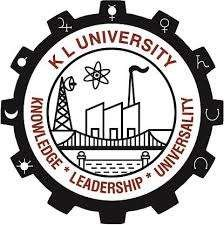 K L UNIVERSITY
KNOWLEDGE * LEADERSHIP * UNIVERSALITY